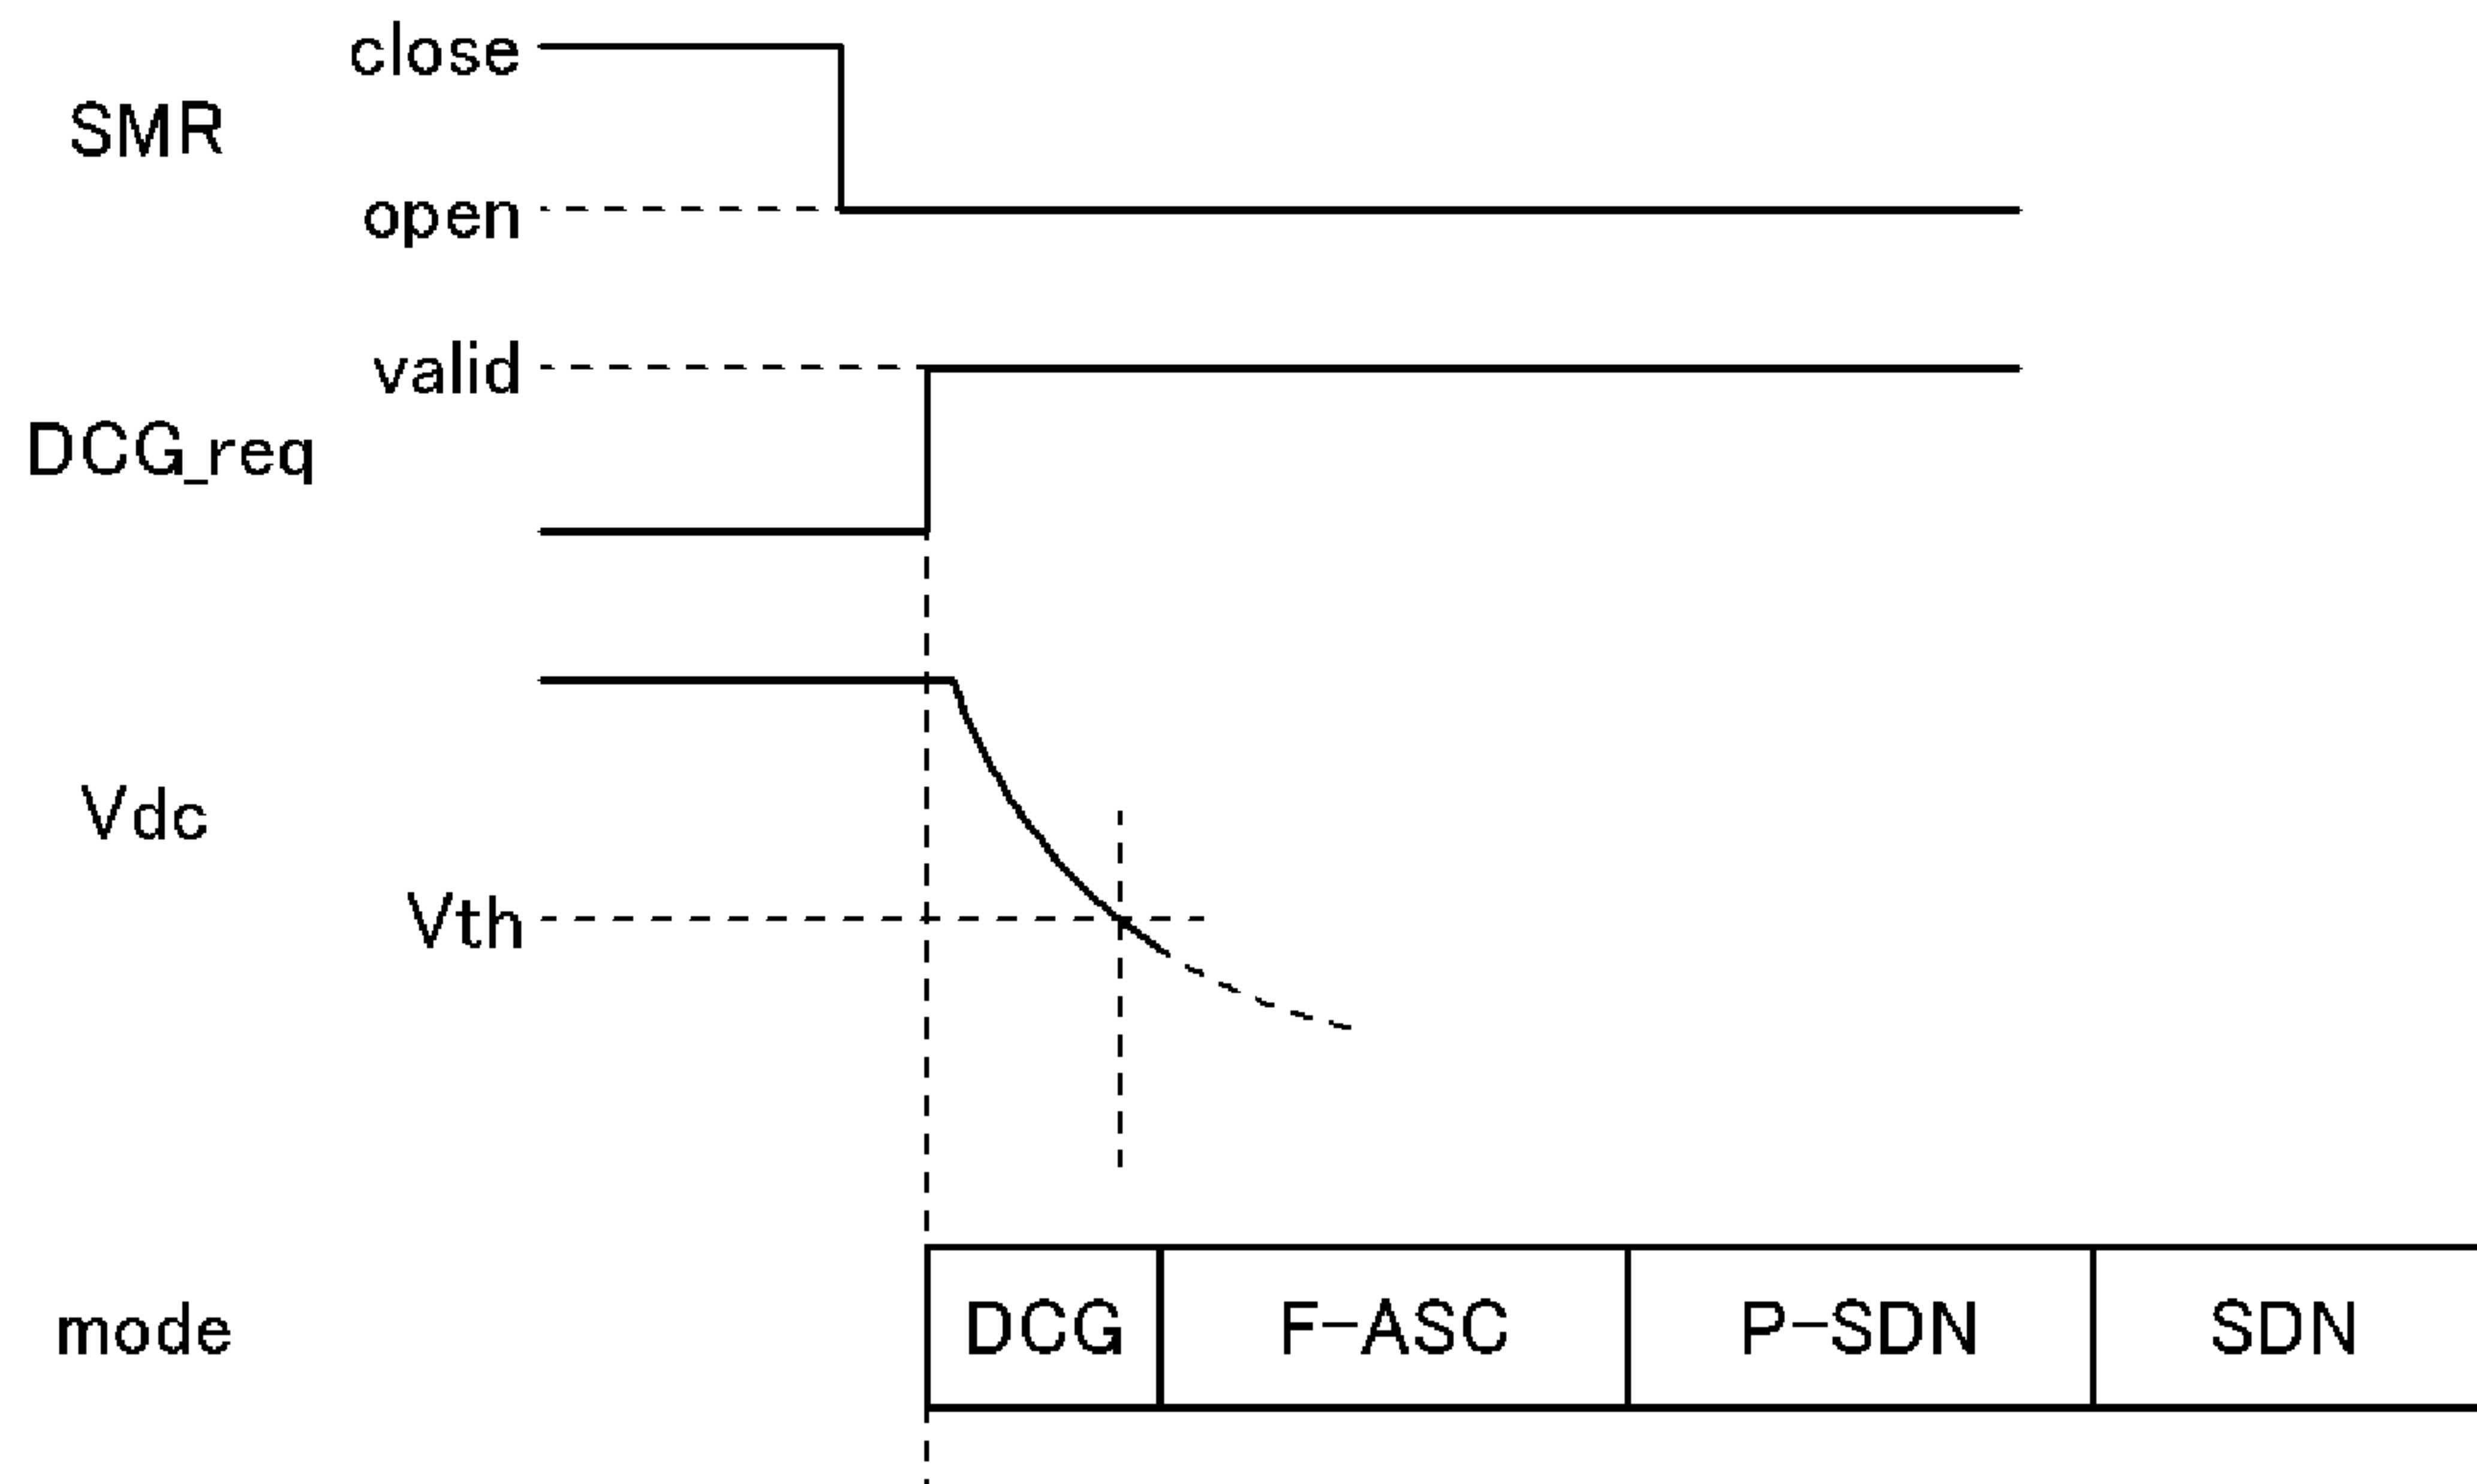 close
SMR
open
valid
DCG_req
Vdc
Vth
mode DCG F-ASC P-SDN SDN